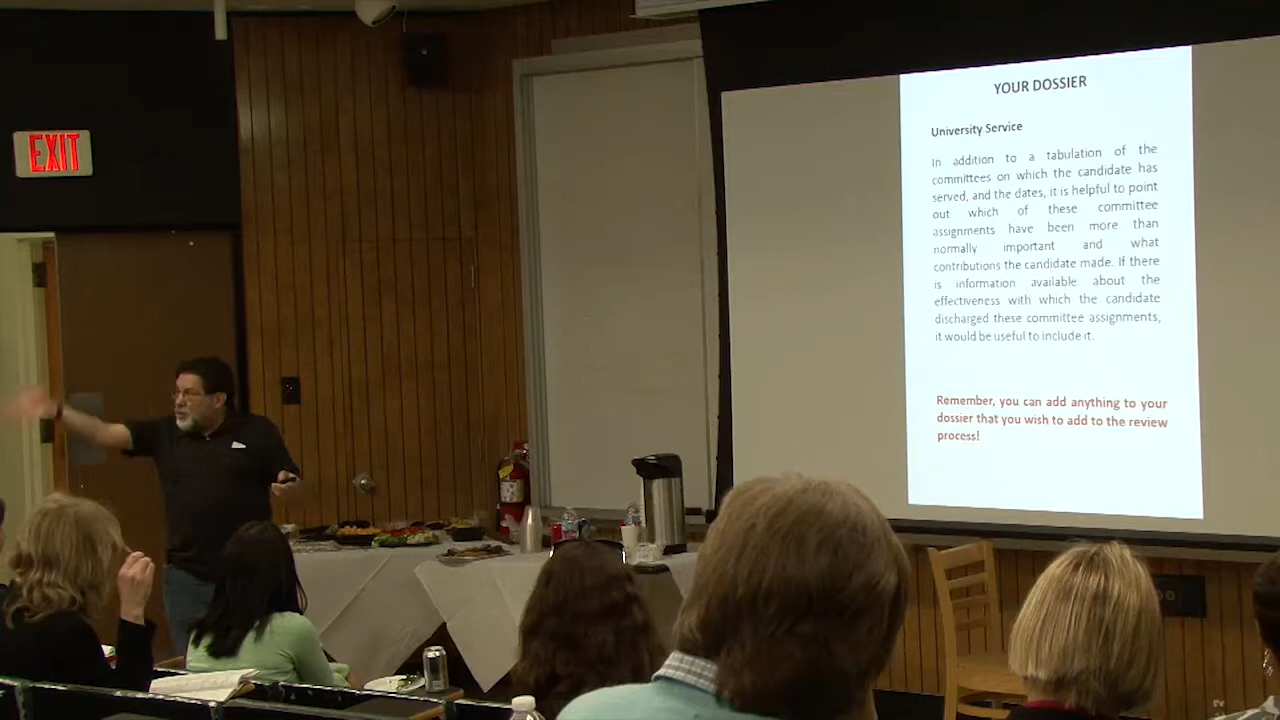 EXIT
YOUR DOSSIER
University Service
In addition to a tabulation of the
committees on which the candidate has
served, and the dates, it is helpful to point
out which of these committee
assignments have been more than
normally important and what
contributions the candidate made. If there
is information available about the
effectiveness with which the candidate
discharged these committee assignments,
it would be useful to include it.
Remember, you can add anything to your
dossier that you wish to add to the review
process!